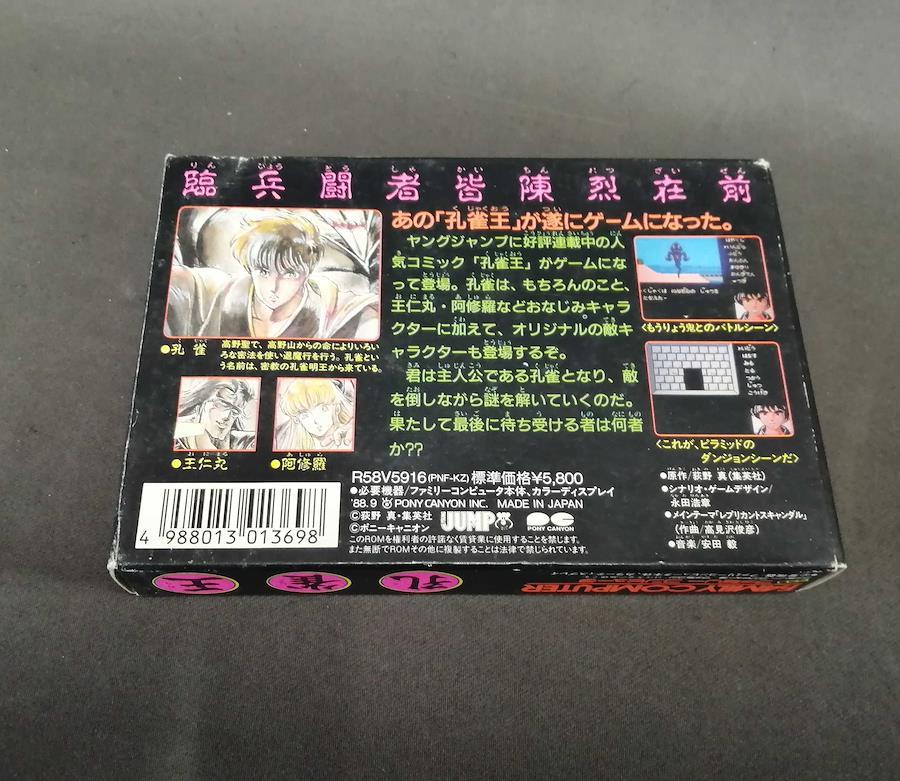 臨兵闘者皆陳烈在前
あの「孔雀王」が遂にゲームになった。
ヤングジャンプに好評連載中の人
気コミック「孔雀王」がゲームにな
って登場。孔雀は、もちろんのこと、
王仁丸・阿修羅などおなじみキャラ
クターに加えて、オリジナルの敵キ
ャラクターも登場するぞ。
君は主人公である孔雀となり、敵
を倒しながら謎を解いていくのだ。
果たして最後に待ち受ける者は何者
か??
●孔雀
高野聖で、高野山からの命によりいろい
ろな密法を使い退魔行を行う。孔雀とい
う名前は、密教の孔雀明王から来ている。
●王仁丸
●阿修羅
〈もうりょう鬼とのバトルシーン〉
〈これが、ピラミッドの
ダンジョンシーンだ〉
R58V5916(PNF-KZ)標準価格¥5,800
●必要機器/ファミリーコンピュータ本体、カラーディスプレイ
'88.9 PONY CANYON INC. MADE IN JAPAN
©荻野 真・集英社
©ポニーキャニオン
JUMP
PONY CANYON
このROMを権利者の許諾なく賃貸業に使用することを禁じます。
また無断でROMその他に複製することは法律で禁じられています。
●原作/荻野 真(集英社)
●シナリオ・ゲームデザイン/
永田浩章
●メインテーマ「レプリカントスキャンダル」
(作曲/高見沢俊彦)
●音楽/安田 毅
4 988013 013698
孔雀王
FAMILY COMPUTER